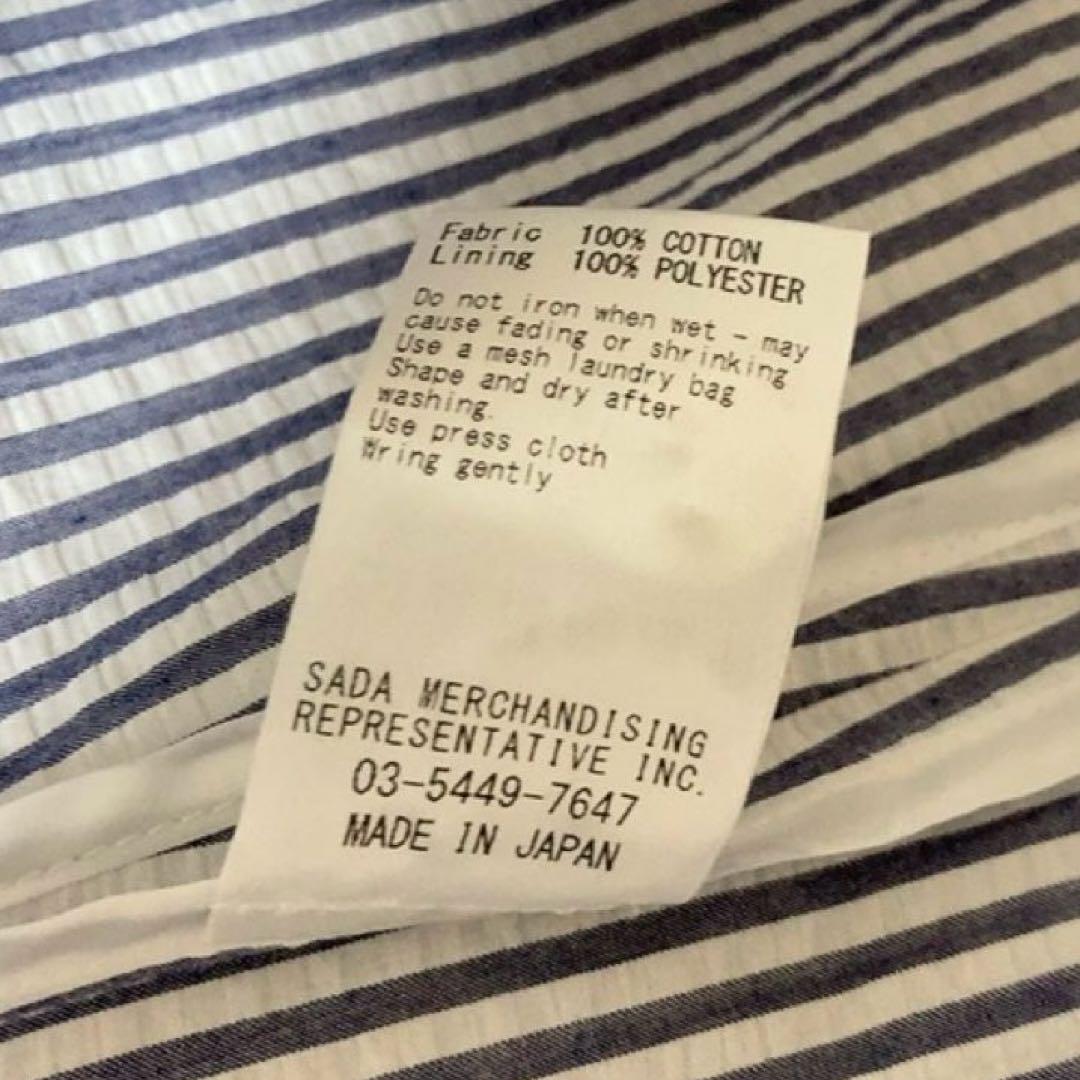 Fabric 100% COTTON
Lining 100% POLYESTER
Do not iron when wet - may
cause fading or shrinking
Use a mesh laundry bag
Shape and dry after
washing.
Use press cloth
Wring gently
SADA MERCHANDISING
REPRESENTATIVE INC.
03-5449-7647
MADE IN JAPAN